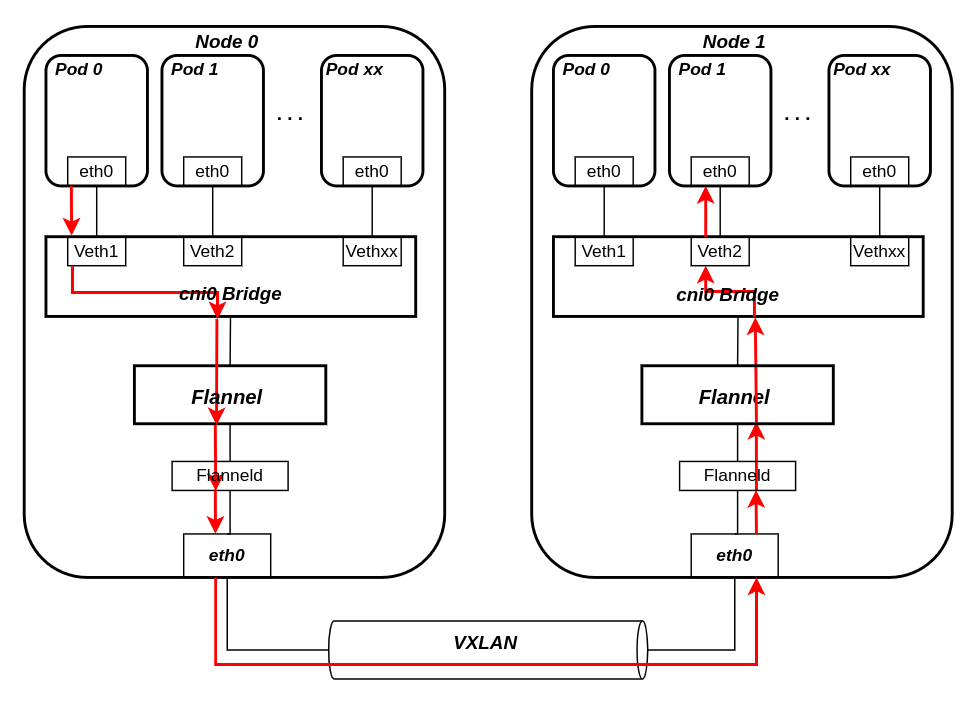 Node 0
Pod 0
Pod 1
. . .
Pod xx
eth0
eth0
eth0
Veth1
Veth2
Vethxx
cni0 Bridge
Flannel
Flanneld
eth0
Node 1
Pod 0
Pod 1
. . .
Pod xx
eth0
eth0
eth0
Veth1
Veth2
Vethxx
cni0 Bridge
Flannel
Flanneld
eth0
VXLAN